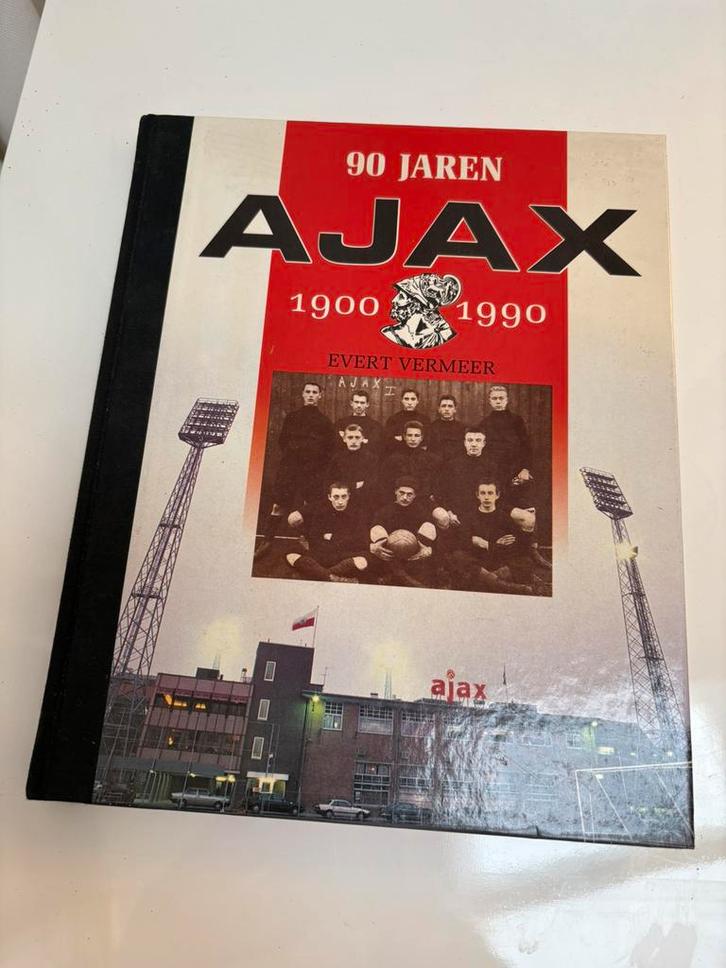 90 JAREN
AJAX
1900 1990
EVERT VERMEER
AJAX I
ajax